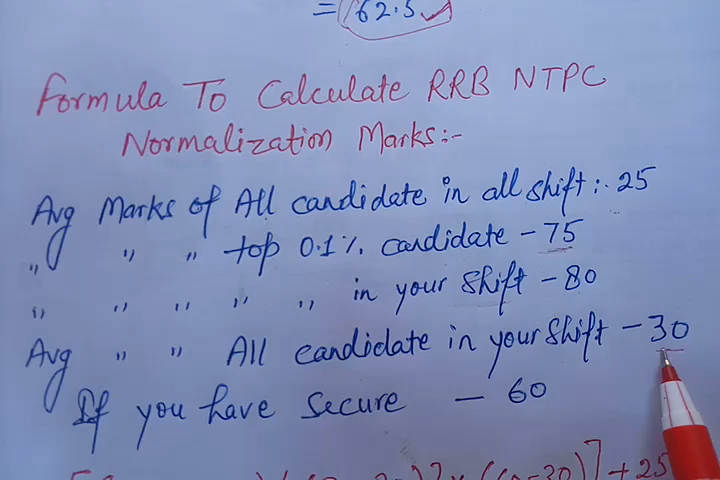 = 62.5 ✓
Formula To Calculate RRB NTPC
Normalization Marks:-
Avg Marks of All candidate in all shift:- 25
" " " top 0.1% candidate - 75
" " " " " in your shift - 80
Avg " " All candidate in your shift - 30
If you have secure - 60
-30)] + 25